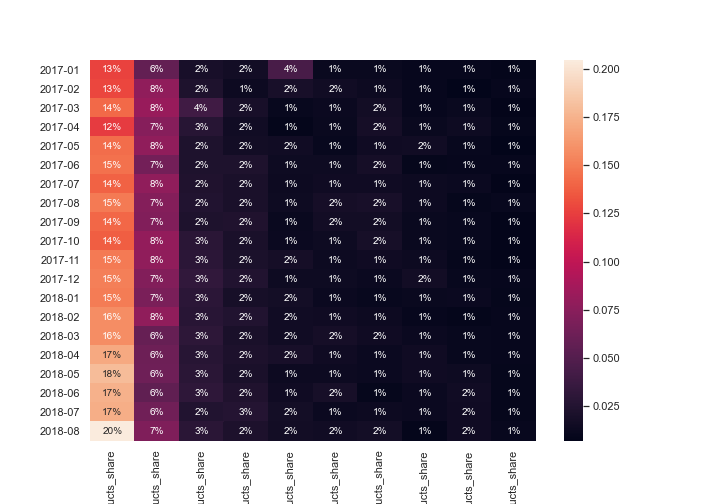 2017-01 13% 6% 2% 2% 4% 1% 1% 1% 1% 1%
2017-02 13% 8% 2% 1% 2% 2% 1% 1% 1% 1%
2017-03 14% 8% 4% 2% 1% 1% 2% 1% 1% 1%
2017-04 12% 7% 3% 2% 1% 1% 2% 1% 1% 1%
2017-05 14% 8% 2% 2% 2% 1% 1% 2% 1% 1%
2017-06 15% 7% 2% 2% 1% 1% 2% 1% 1% 1%
2017-07 14% 8% 2% 2% 1% 1% 1% 1% 1% 1%
2017-08 15% 7% 2% 2% 1% 2% 2% 1% 1% 1%
2017-09 14% 7% 2% 2% 1% 2% 2% 1% 1% 1%
2017-10 14% 8% 3% 2% 1% 1% 2% 1% 1% 1%
2017-11 15% 8% 3% 2% 2% 1% 1% 1% 1% 1%
2017-12 15% 7% 3% 2% 1% 1% 1% 2% 1% 1%
2018-01 15% 7% 3% 2% 2% 1% 1% 1% 1% 1%
2018-02 16% 8% 3% 2% 2% 1% 1% 1% 1% 1%
2018-03 16% 6% 3% 2% 2% 2% 2% 1% 1% 1%
2018-04 17% 6% 3% 2% 2% 1% 1% 1% 1% 1%
2018-05 18% 6% 3% 2% 1% 1% 1% 1% 1% 1%
2018-06 17% 6% 3% 2% 1% 2% 1% 1% 2% 1%
2018-07 17% 6% 2% 3% 2% 1% 1% 1% 2% 1%
2018-08 20% 7% 3% 2% 2% 2% 2% 1% 2% 1%
ucts_share
ucts_share
ucts_share
ucts_share
ucts_share
ucts_share
ucts_share
ucts_share
ucts_share
ucts_share
0.200
0.175
0.150
0.125
0.100
0.075
0.050
0.025